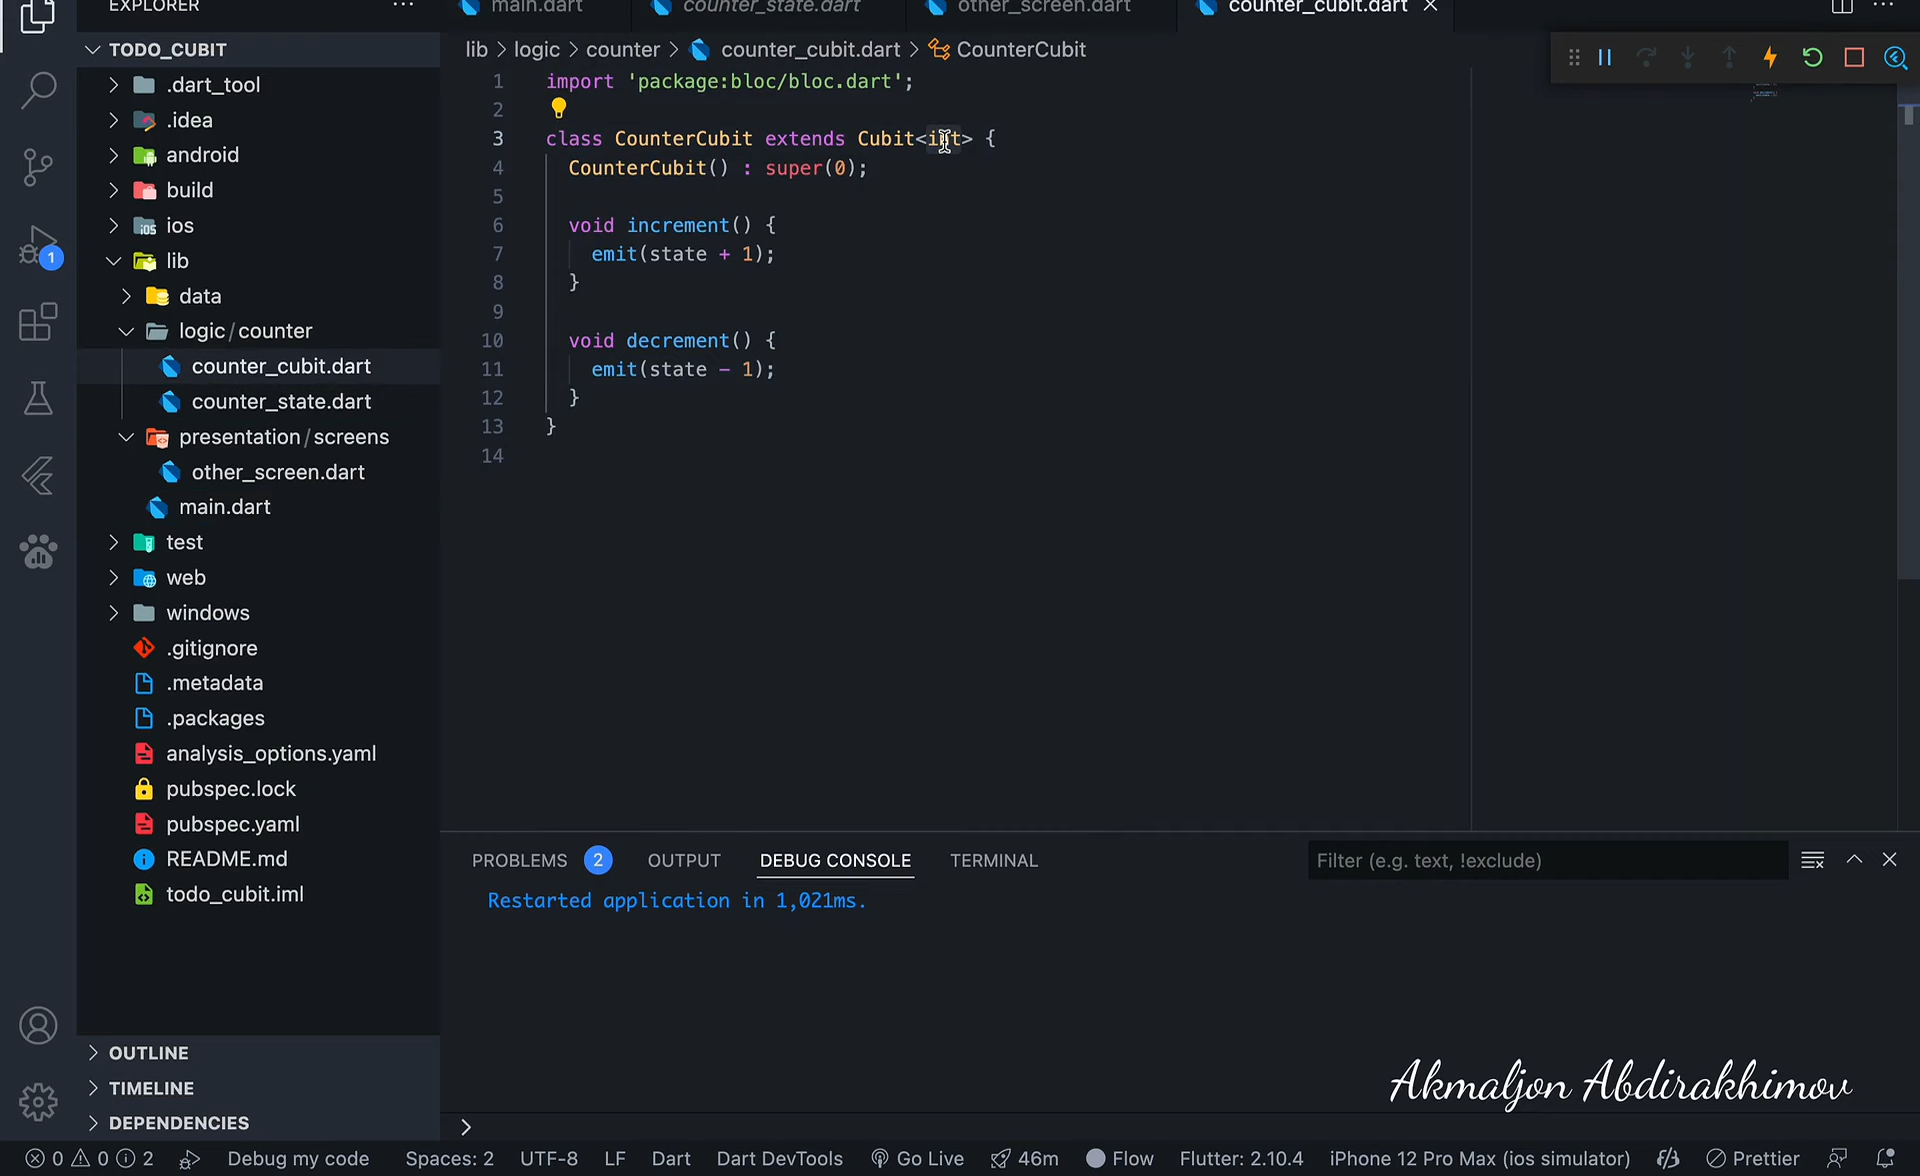 EXPLORER
TODO_CUBIT
.dart_tool
.idea
android
build
ios
lib
data
logic/counter
counter_cubit.dart
counter_state.dart
presentation/screens
other_screen.dart
main.dart
test
web
windows
.gitignore
.metadata
.packages
analysis_options.yaml
pubspec.lock
pubspec.yaml
README.md
todo_cubit.iml
OUTLINE
TIMELINE
DEPENDENCIES
1
main.dart counter_state.dart other_screen.dart counter_cubit.dart
lib > logic > counter > counter_cubit.dart > CounterCubit
1 import 'package:bloc/bloc.dart';
2
3 class CounterCubit extends Cubit<int> {
4 CounterCubit() : super(0);
5
6 void increment() {
7 emit(state + 1);
8 }
9
10 void decrement() {
11 emit(state - 1);
12 }
13 }
14
PROBLEMS 2 OUTPUT DEBUG CONSOLE TERMINAL Filter (e.g. text, !exclude)
Restarted application in 1,021ms.
Akmaljon Abdirakhimov
0 0 2 Debug my code Spaces: 2 UTF-8 LF Dart Dart DevTools Go Live 46m Flow Flutter: 2.10.4 iPhone 12 Pro Max (ios simulator) Prettier